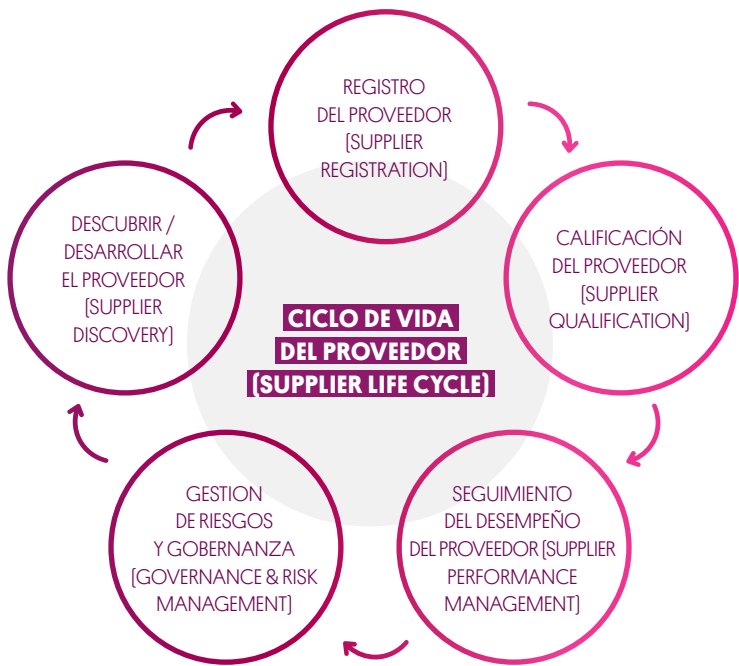 REGISTRO
DEL PROVEEDOR
(SUPPLIER
REGISTRATION)
CALIFICACIÓN
DEL PROVEEDOR
(SUPPLIER
QUALIFICATION)
SEGUIMIENTO
DEL DESEMPEÑO
DEL PROVEEDOR (SUPPLIER
PERFORMANCE
MANAGEMENT)
GESTION
DE RIESGOS
Y GOBERNANZA
(GOVERNANCE & RISK
MANAGEMENT)
DESCUBRIR /
DESARROLLAR
EL PROVEEDOR
(SUPPLIER
DISCOVERY)
CICLO DE VIDA
DEL PROVEEDOR
(SUPPLIER LIFE CYCLE)